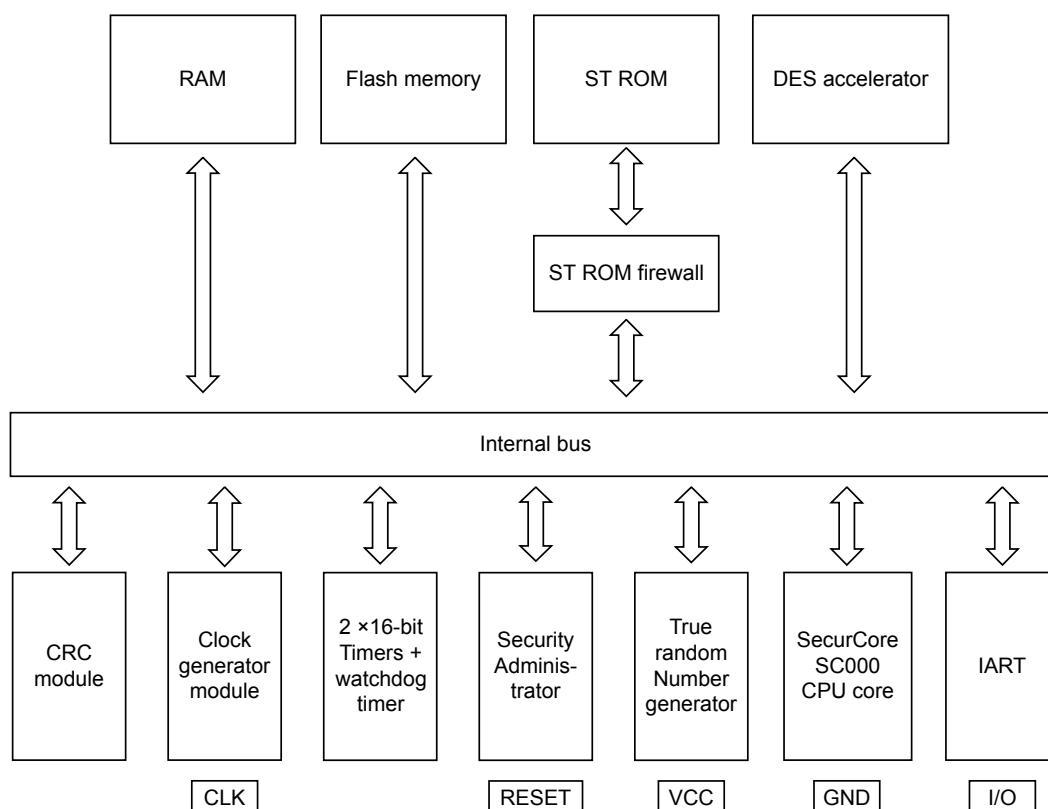 RAM
Flash memory
ST ROM
DES accelerator
ST ROM firewall
Internal bus
CRC
module
Clock
generator
module
2 ×16-bit
Timers +
watchdog
timer
Security
Adminis-
trator
True
random
Number
generator
SecurCore
SC000
CPU core
IART
CLK
RESET
VCC
GND
I/O